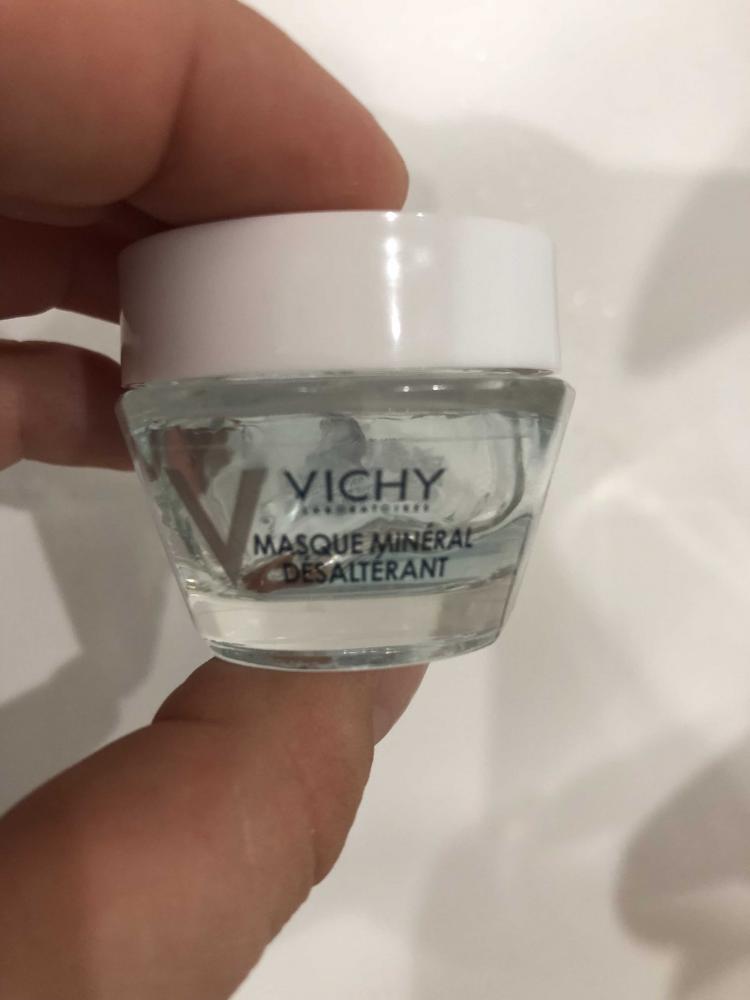 V
VICHY
LABORATOIRES
MASQUE MINÉRAL
DÉSALTÉRANT